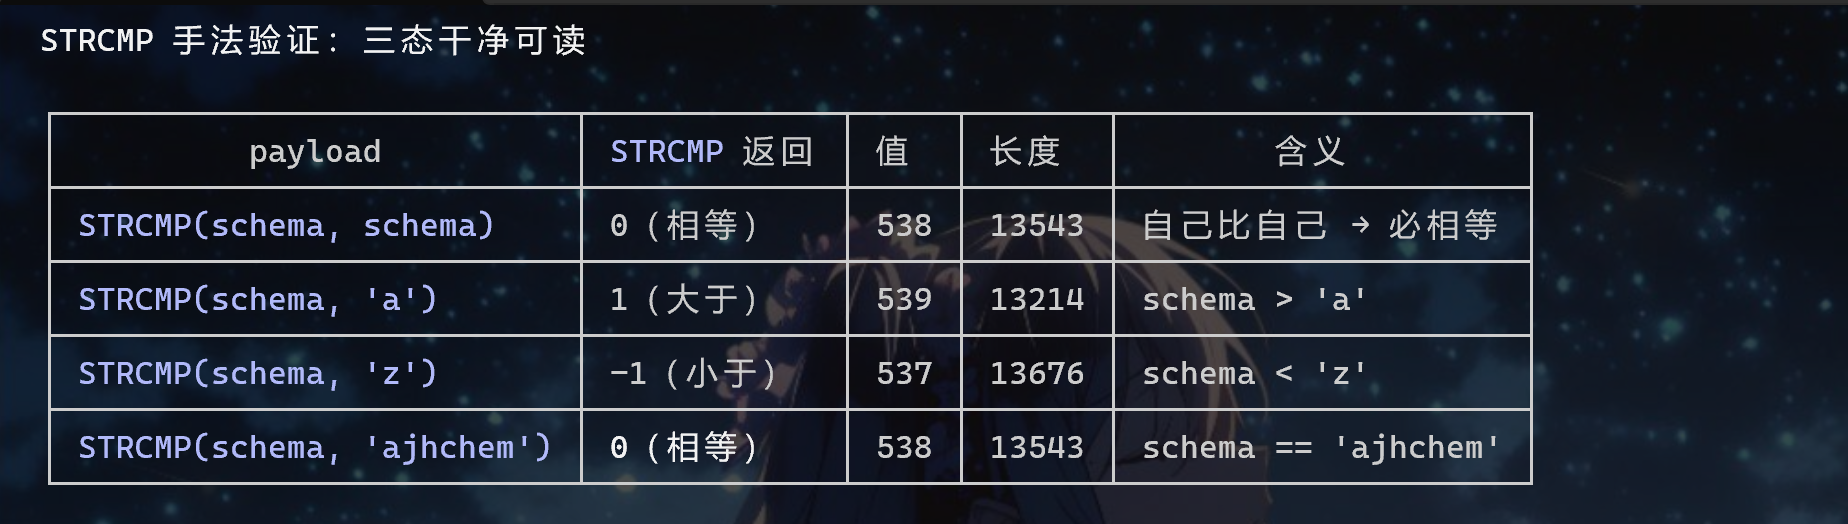 STRCMP 手法验证：三态干净可读
payload STRCMP 返回 值 长度 含义
STRCMP(schema, schema) 0（相等） 538 13543 自己比自己 → 必相等
STRCMP(schema, 'a') 1（大于） 539 13214 schema > 'a'
STRCMP(schema, 'z') -1（小于） 537 13676 schema < 'z'
STRCMP(schema, 'ajhchem') 0（相等） 538 13543 schema == 'ajhchem'